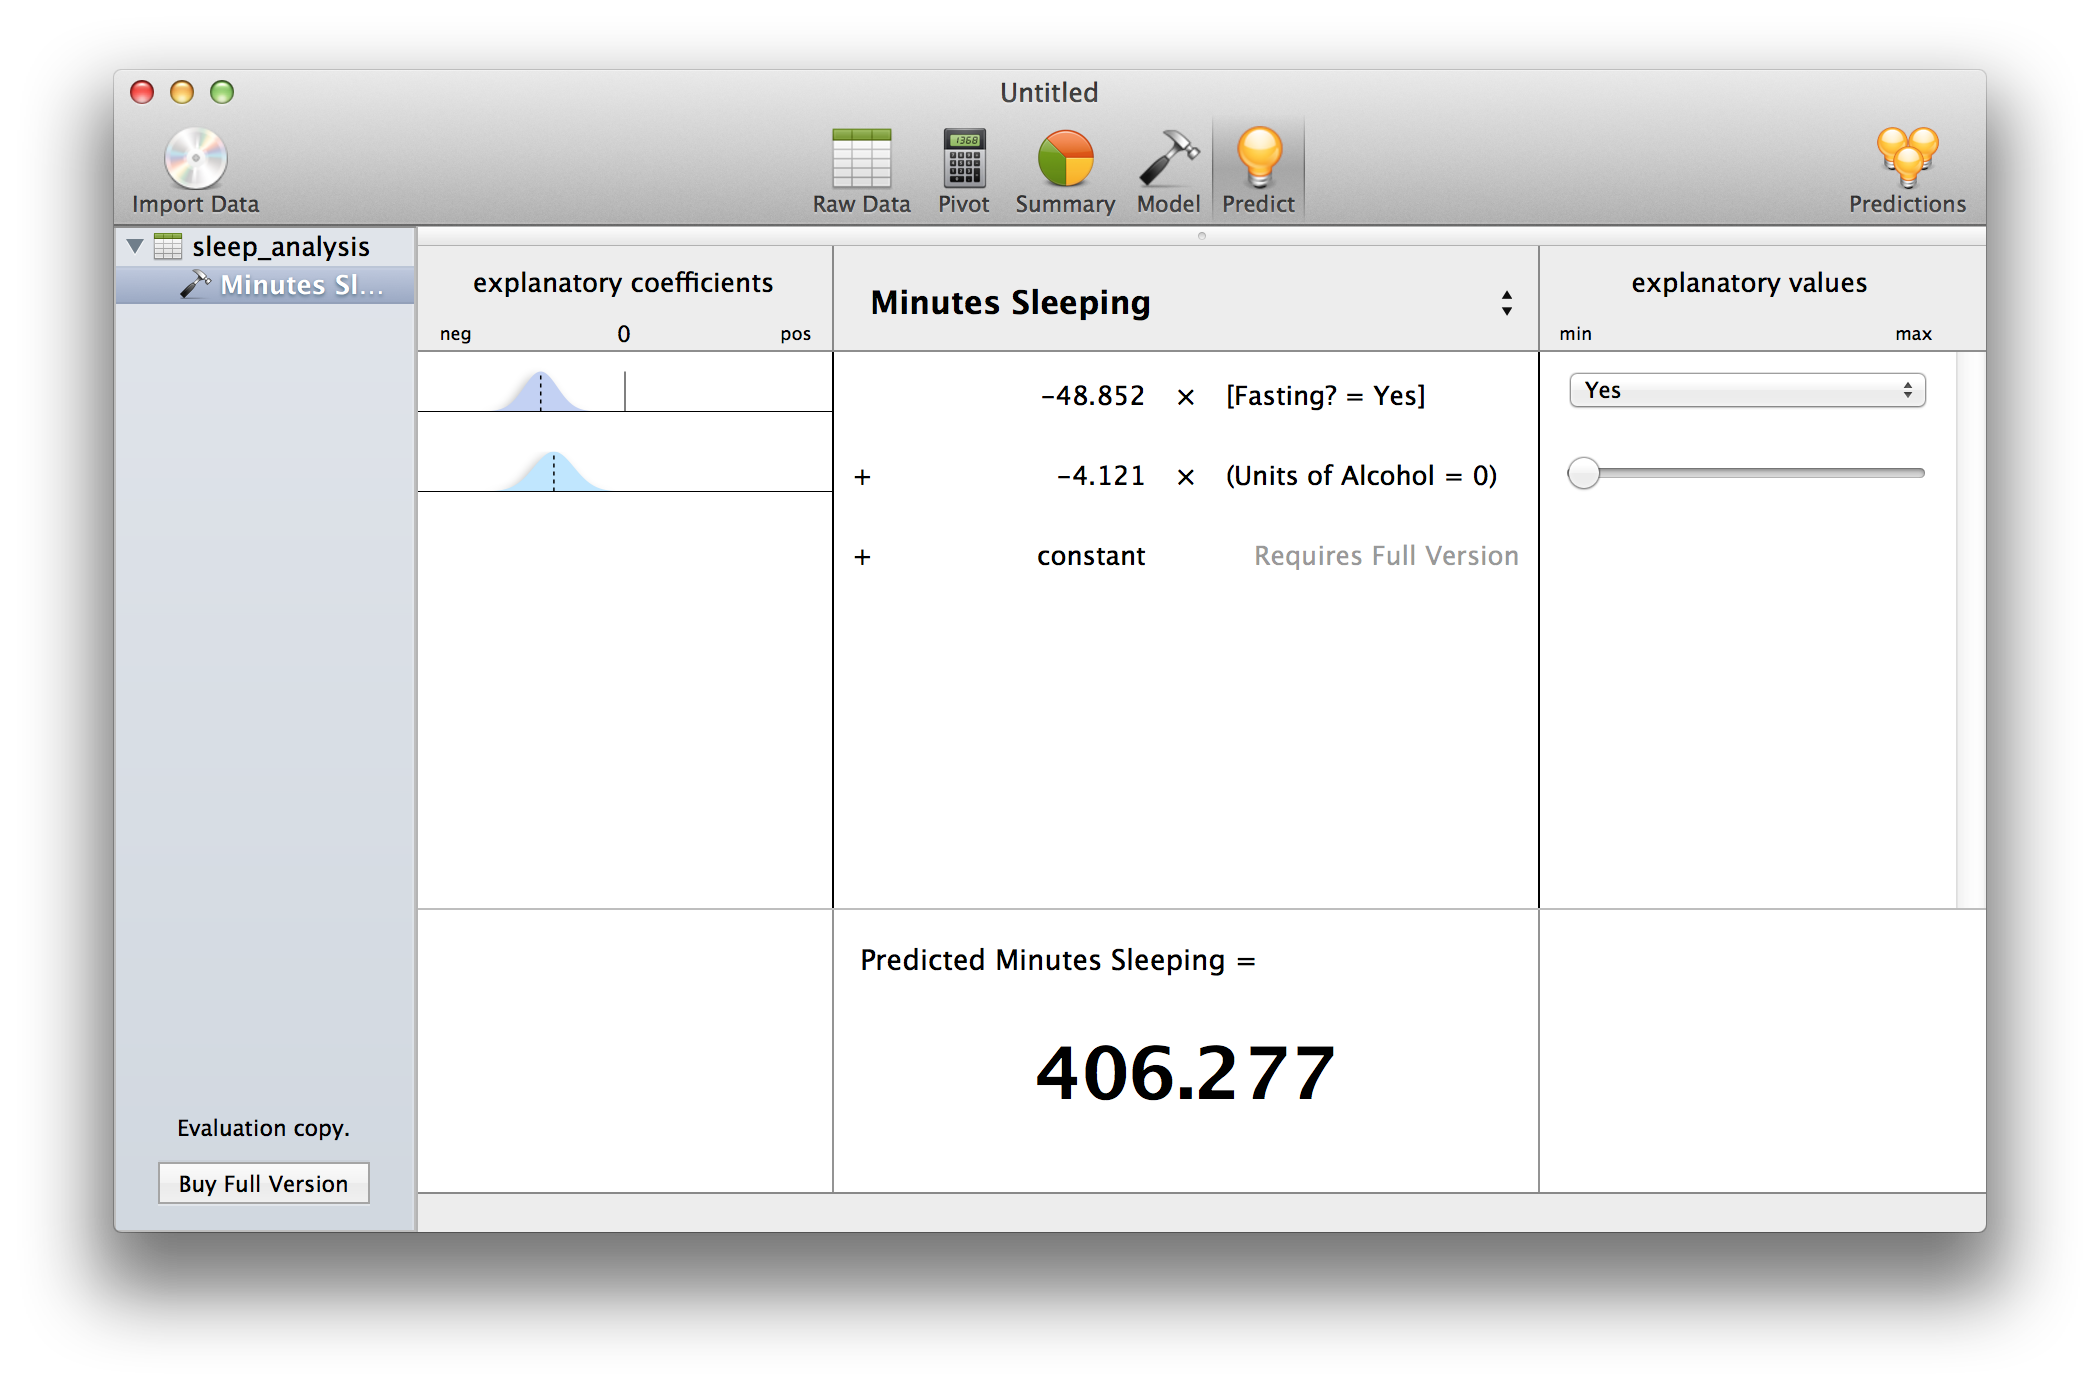 Untitled
Import Data
1368
Raw Data
Pivot
Summary
Model
Predict
Predictions
sleep_analysis
Minutes Sl...
explanatory coefficients
neg 0 pos
Minutes Sleeping
explanatory values
min max
-48.852 × [Fasting? = Yes]
Yes
+ -4.121 × (Units of Alcohol = 0)
+ constant Requires Full Version
Predicted Minutes Sleeping =
406.277
Evaluation copy.
Buy Full Version